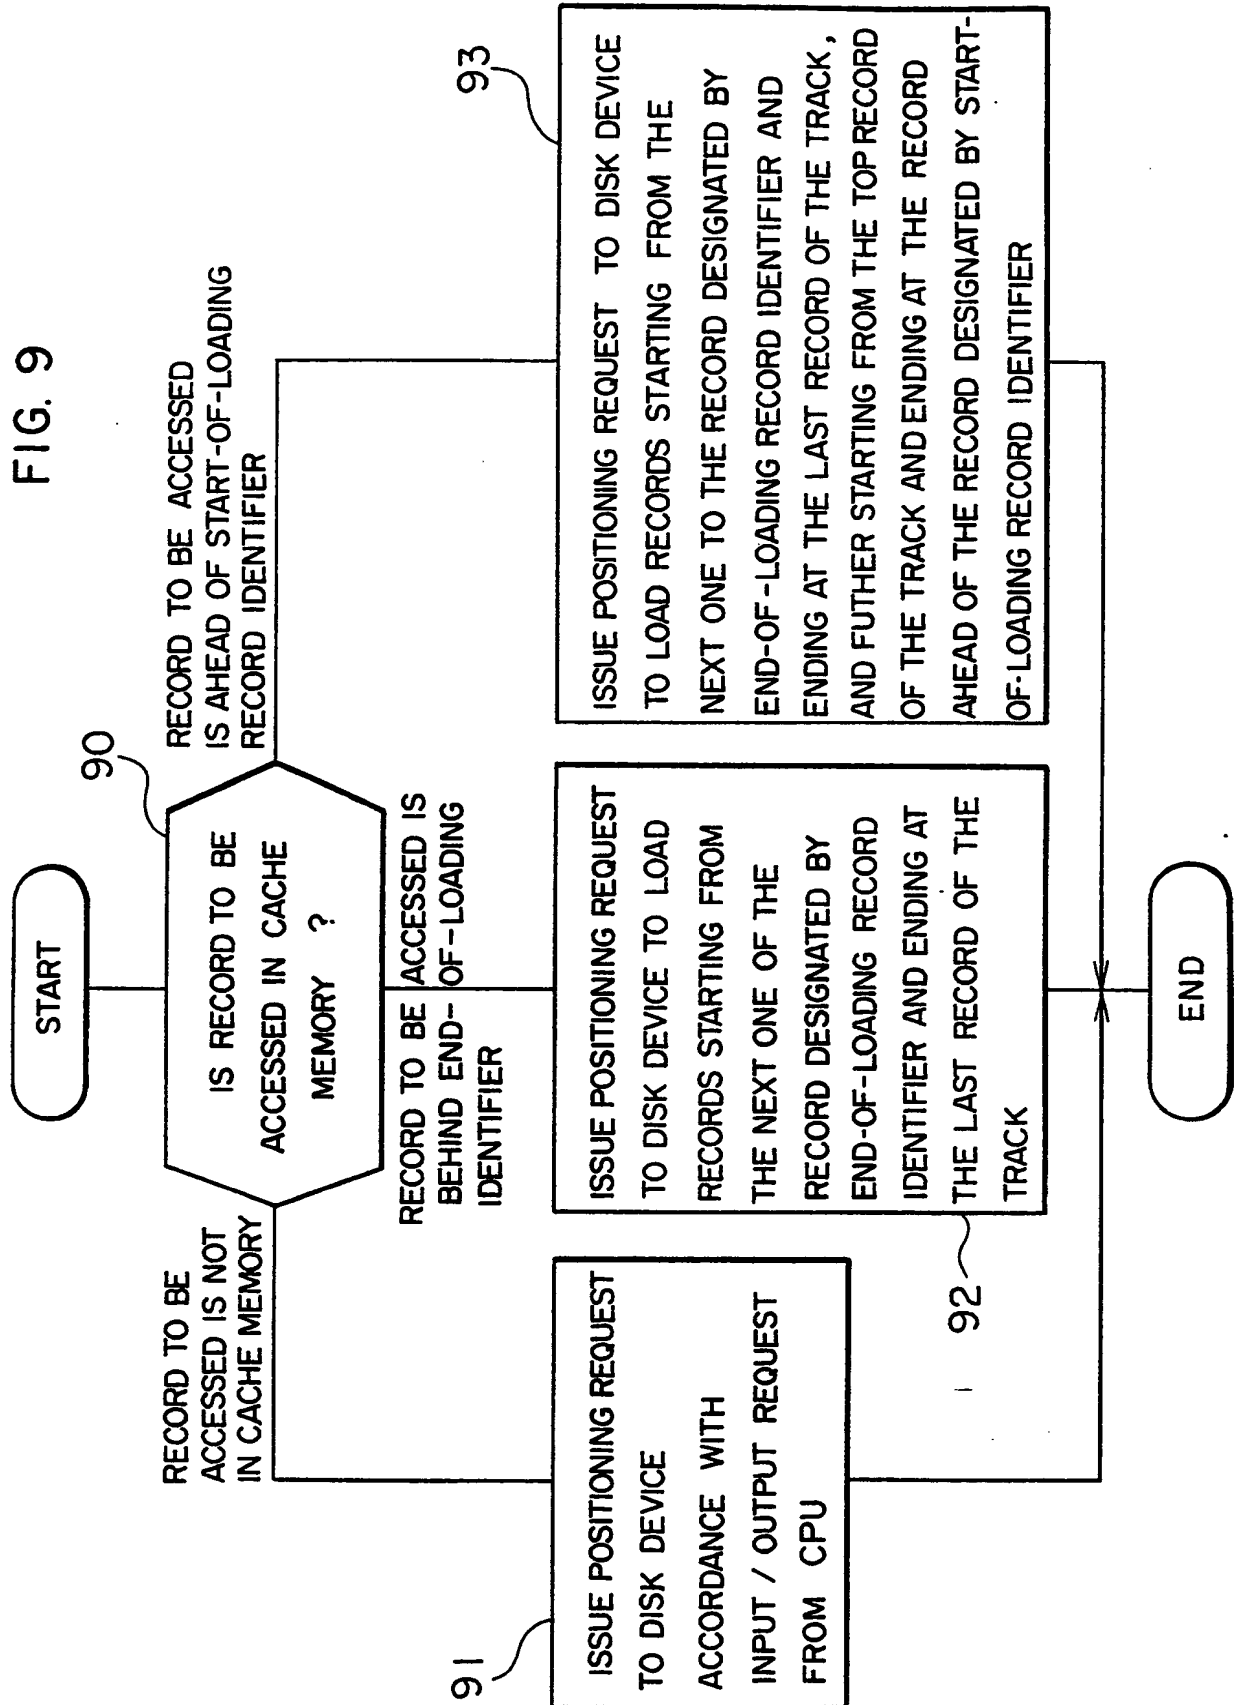 FIG. 9
START
90
IS RECORD TO BE
ACCESSED IN CACHE
MEMORY ?
RECORD TO BE
ACCESSED IS NOT
IN CACHE MEMORY
RECORD TO BE ACCESSED IS
BEHIND END-OF-LOADING
IDENTIFIER
RECORD TO BE ACCESSED
IS AHEAD OF START-OF-LOADING
RECORD IDENTIFIER
91
ISSUE POSITIONING REQUEST
TO DISK DEVICE
ACCORDANCE WITH
INPUT / OUTPUT REQUEST
FROM CPU
92
ISSUE POSITIONING REQUEST
TO DISK DEVICE TO LOAD
RECORDS STARTING FROM
THE NEXT ONE OF THE
RECORD DESIGNATED BY
END-OF-LOADING RECORD
IDENTIFIER AND ENDING AT
THE LAST RECORD OF THE
TRACK
93
ISSUE POSITIONING REQUEST TO DISK DEVICE
TO LOAD RECORDS STARTING FROM THE
NEXT ONE TO THE RECORD DESIGNATED BY
END-OF-LOADING RECORD IDENTIFIER AND
ENDING AT THE LAST RECORD OF THE TRACK,
AND FUTHER STARTING FROM THE TOP RECORD
OF THE TRACK AND ENDING AT THE RECORD
AHEAD OF THE RECORD DESIGNATED BY START-
OF-LOADING RECORD IDENTIFIER
END